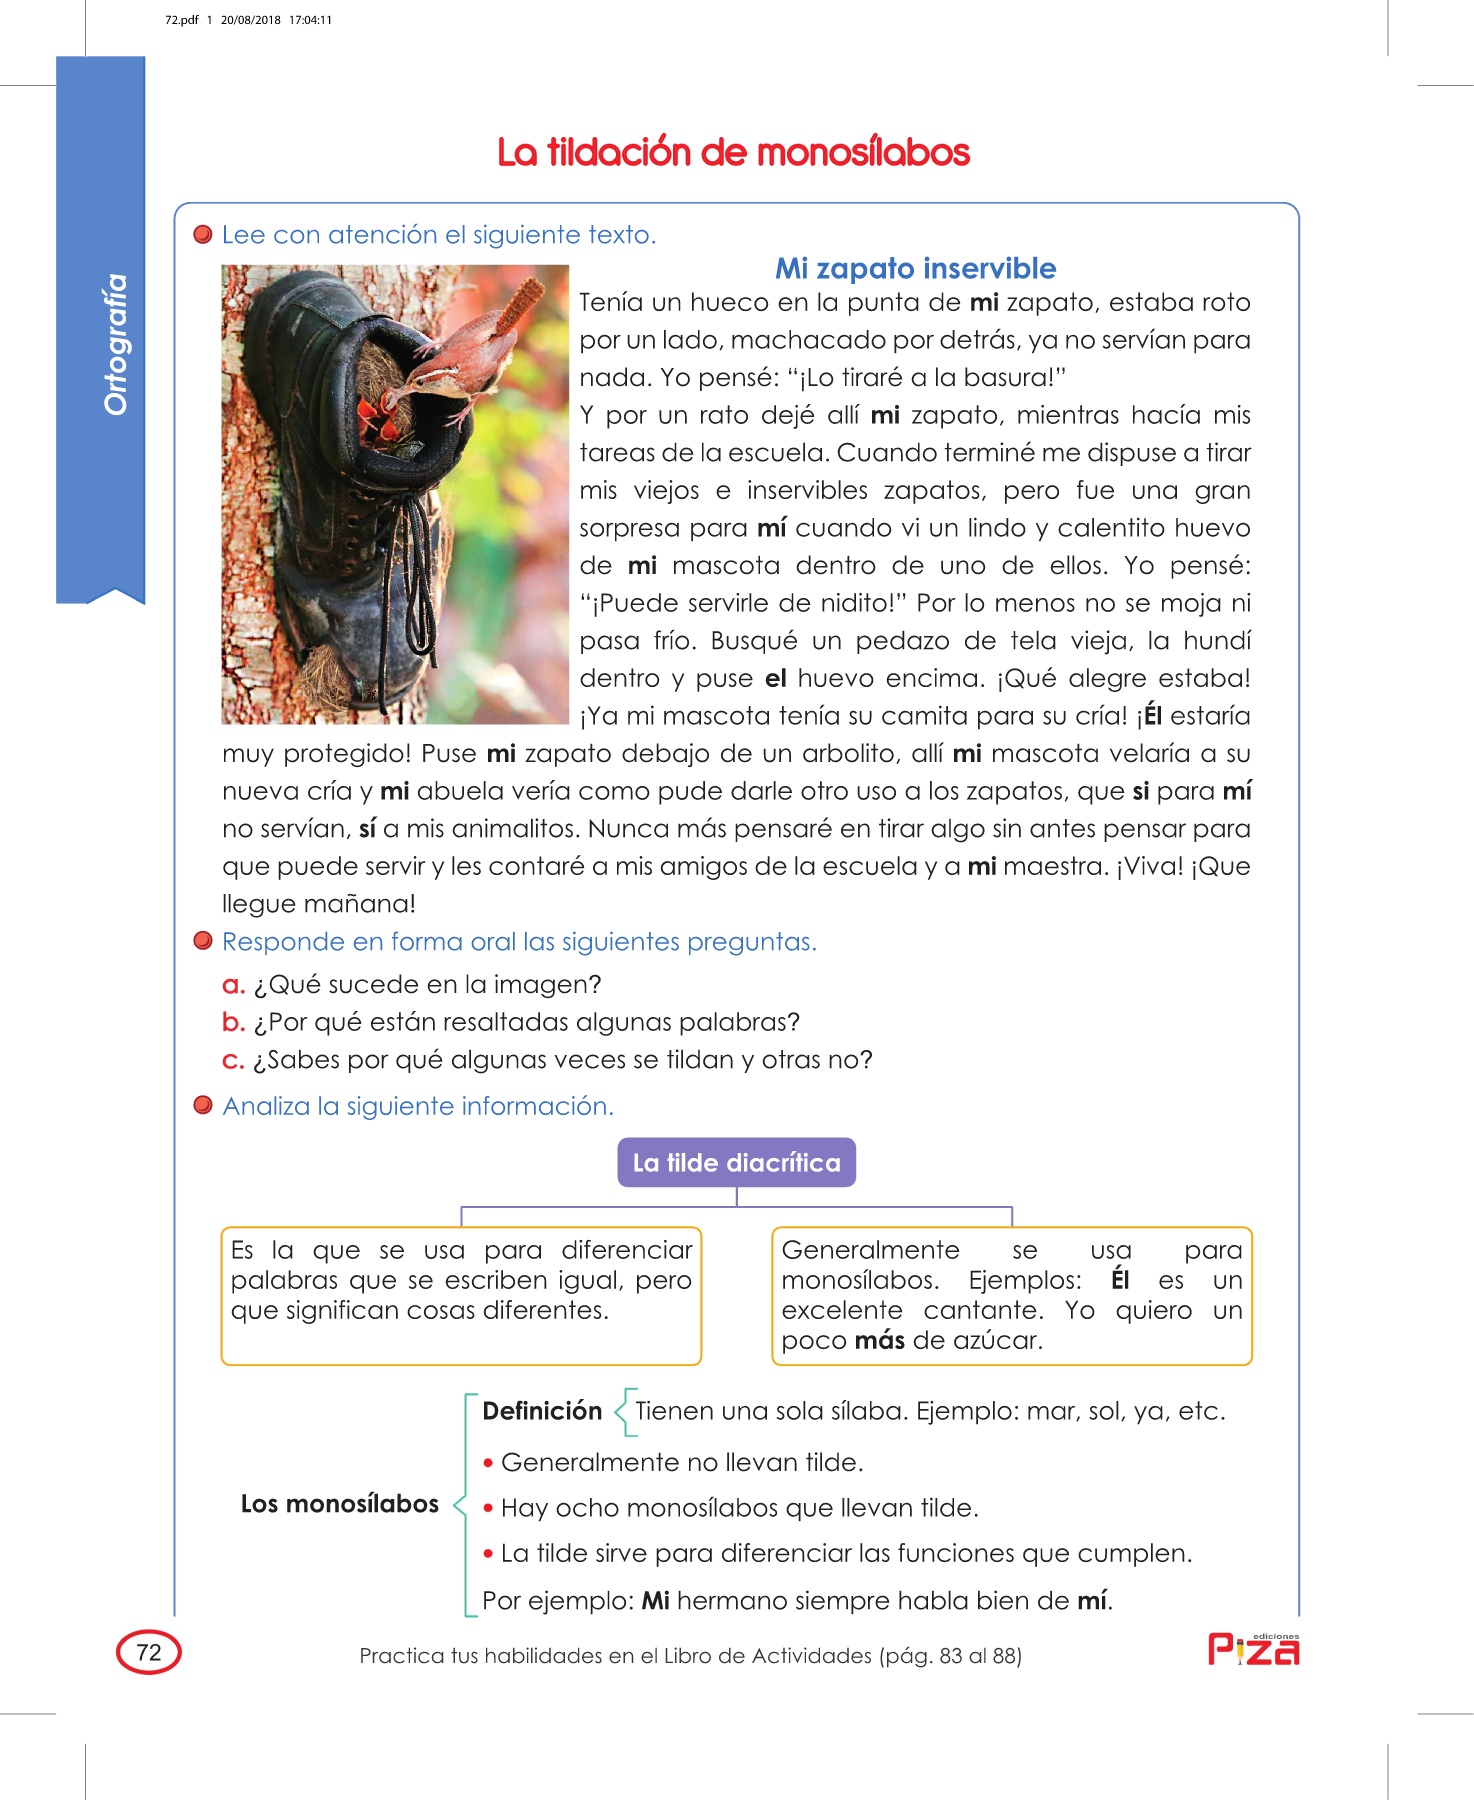 72.pdf 1 20/08/2018 17:04:11
Ortografía
La tildación de monosílabos
Lee con atención el siguiente texto.
Mi zapato inservible
Tenía un hueco en la punta de mi zapato, estaba roto
por un lado, machacado por detrás, ya no servían para
nada. Yo pensé: “¡Lo tiraré a la basura!”
Y por un rato dejé allí mi zapato, mientras hacía mis
tareas de la escuela. Cuando terminé me dispuse a tirar
mis viejos e inservibles zapatos, pero fue una gran
sorpresa para mí cuando vi un lindo y calentito huevo
de mi mascota dentro de uno de ellos. Yo pensé:
“¡Puede servirle de nidito!” Por lo menos no se moja ni
pasa frío. Busqué un pedazo de tela vieja, la hundí
dentro y puse el huevo encima. ¡Qué alegre estaba!
¡Ya mi mascota tenía su camita para su cría! ¡Él estaría
muy protegido! Puse mi zapato debajo de un arbolito, allí mi mascota velaría a su
nueva cría y mi abuela vería como pude darle otro uso a los zapatos, que si para mí
no servían, sí a mis animalitos. Nunca más pensaré en tirar algo sin antes pensar para
que puede servir y les contaré a mis amigos de la escuela y a mi maestra. ¡Viva! ¡Que
llegue mañana!
Responde en forma oral las siguientes preguntas.
a. ¿Qué sucede en la imagen?
b. ¿Por qué están resaltadas algunas palabras?
c. ¿Sabes por qué algunas veces se tildan y otras no?
Analiza la siguiente información.
La tilde diacrítica
Es la que se usa para diferenciar
palabras que se escriben igual, pero
que significan cosas diferentes.
Generalmente se usa para
monosílabos. Ejemplos: Él es un
excelente cantante. Yo quiero un
poco más de azúcar.
Los monosílabos
Definición Tienen una sola sílaba. Ejemplo: mar, sol, ya, etc.
• Generalmente no llevan tilde.
• Hay ocho monosílabos que llevan tilde.
• La tilde sirve para diferenciar las funciones que cumplen.
Por ejemplo: Mi hermano siempre habla bien de mí.
72
Practica tus habilidades en el Libro de Actividades (pág. 83 al 88)
ediciones
Piza